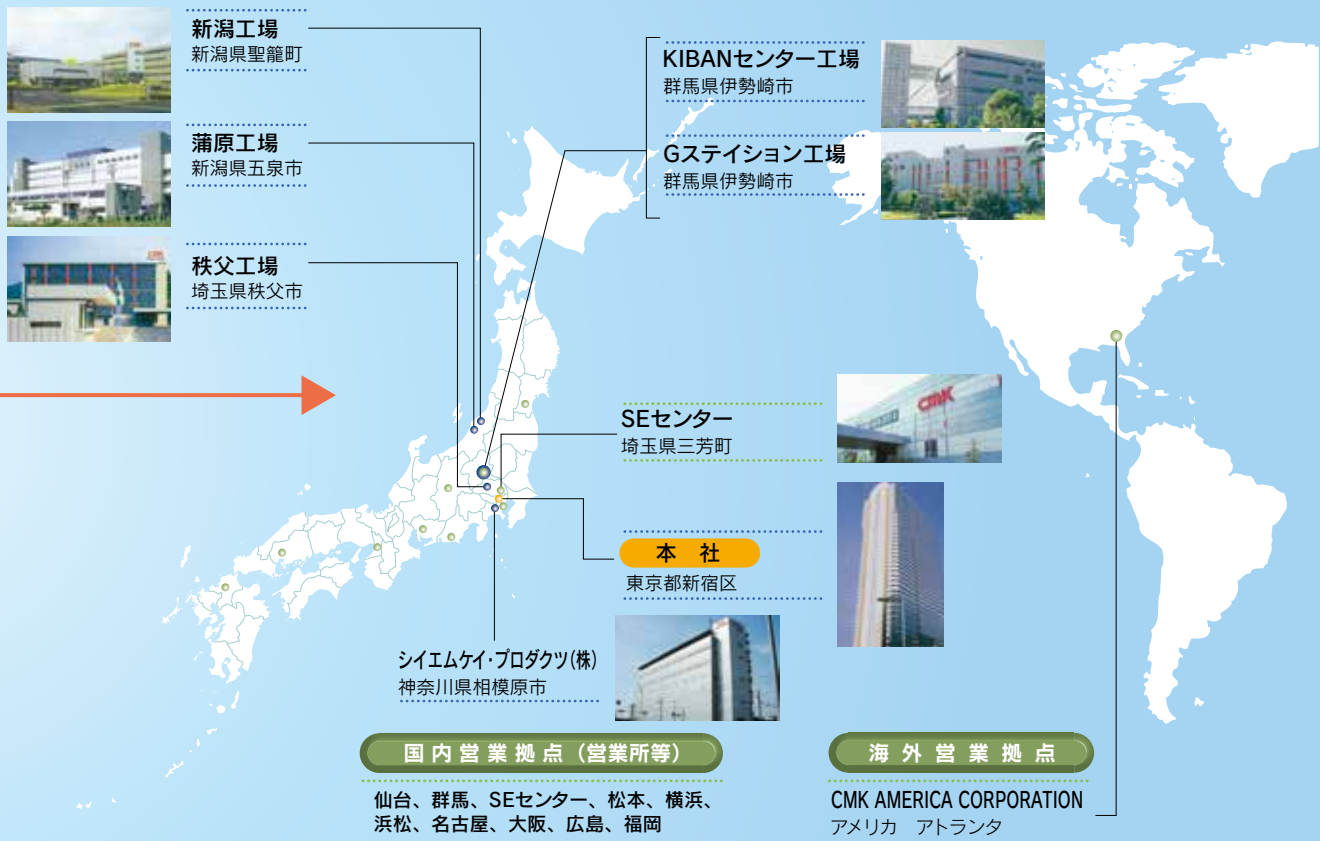 新潟工場
新潟県聖籠町
蒲原工場
新潟県五泉市
秩父工場
埼玉県秩父市
KIBANセンター工場
群馬県伊勢崎市
Gステイション工場
群馬県伊勢崎市
SEセンター
埼玉県三芳町
CMK
本社
東京都新宿区
シイエムケイ・プロダクツ(株)
神奈川県相模原市
国内営業拠点（営業所等）
仙台、群馬、SEセンター、松本、横浜、
浜松、名古屋、大阪、広島、福岡
海外営業拠点
CMK AMERICA CORPORATION
アメリカ　アトランタ